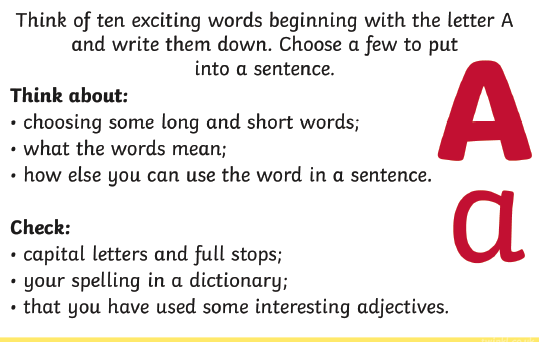 Think of ten exciting words beginning with the letter A
and write them down. Choose a few to put
into a sentence.
Think about:
• choosing some long and short words;
• what the words mean;
• how else you can use the word in a sentence.
Check:
• capital letters and full stops;
• your spelling in a dictionary;
• that you have used some interesting adjectives.
A
a